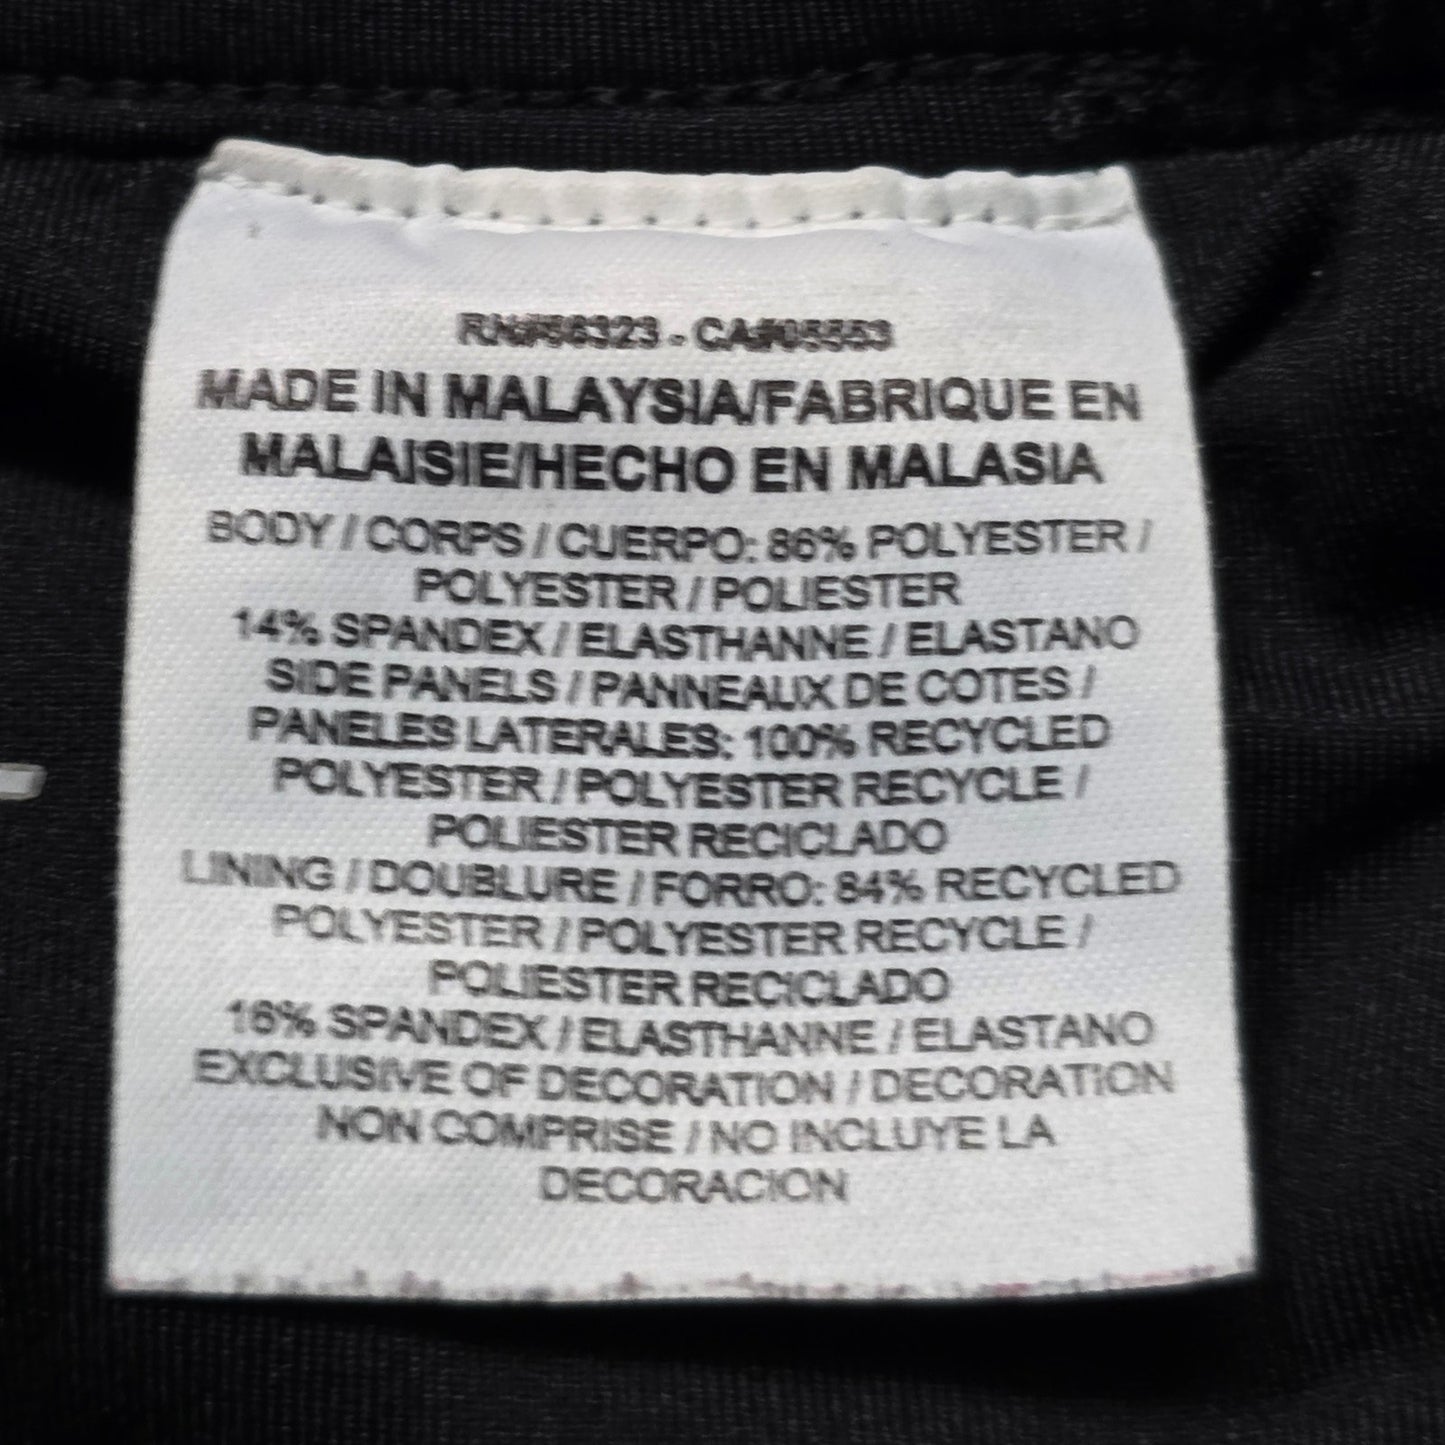 RN#56323 - CA#05553
MADE IN MALAYSIA/FABRIQUE EN
MALAISIE/HECHO EN MALASIA
BODY / CORPS / CUERPO: 86% POLYESTER /
POLYESTER / POLIESTER
14% SPANDEX / ELASTHANNE / ELASTANO
SIDE PANELS / PANNEAUX DE COTES /
PANELES LATERALES: 100% RECYCLED
POLYESTER / POLYESTER RECYCLE /
POLIESTER RECICLADO
LINING / DOUBLURE / FORRO: 84% RECYCLED
POLYESTER / POLYESTER RECYCLE /
POLIESTER RECICLADO
16% SPANDEX / ELASTHANNE / ELASTANO
EXCLUSIVE OF DECORATION / DECORATION
NON COMPRISE / NO INCLUYE LA
DECORACION